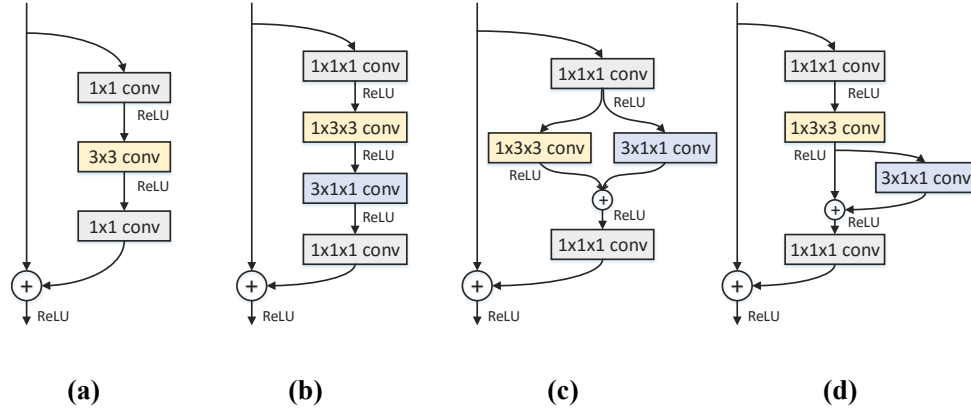 1x1 conv
ReLU
3x3 conv
ReLU
1x1 conv
+
ReLU
(a)
1x1x1 conv
ReLU
1x3x3 conv
ReLU
3x1x1 conv
ReLU
1x1x1 conv
+
ReLU
(b)
1x1x1 conv
ReLU
1x3x3 conv
3x1x1 conv
ReLU
+
ReLU
1x1x1 conv
+
ReLU
(c)
1x1x1 conv
ReLU
1x3x3 conv
ReLU
3x1x1 conv
+
ReLU
1x1x1 conv
+
ReLU
(d)